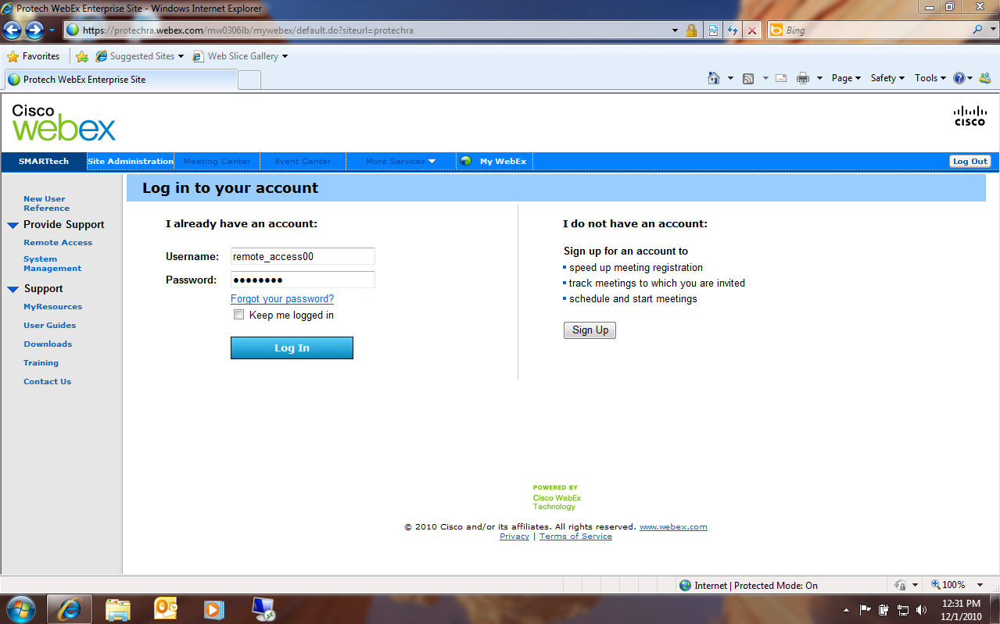 Protech WebEx Enterprise Site - Windows Internet Explorer
https://protechra.webex.com/mw0306lb/mywebex/default.do?siteurl=protechra
Bing
Favorites
Suggested Sites
Web Slice Gallery
Protech WebEx Enterprise Site
Page
Safety
Tools
Cisco
webex
CISCO
SMARTtech
Site Administration
Meeting Center
Event Center
More Services
My WebEx
Log Out
New User
Reference
Provide Support
Remote Access
System
Management
Support
MyResources
User Guides
Downloads
Training
Contact Us
Log in to your account
I already have an account:
Username:
remote_access00
Password:
Forgot your password?
Keep me logged in
Log In
I do not have an account:
Sign up for an account to
speed up meeting registration
track meetings to which you are invited
schedule and start meetings
Sign Up
POWERED BY
Cisco WebEx
Technology
© 2010 Cisco and/or its affiliates. All rights reserved. www.webex.com
Privacy | Terms of Service
Internet | Protected Mode: On
100%
12:31 PM
12/1/2010